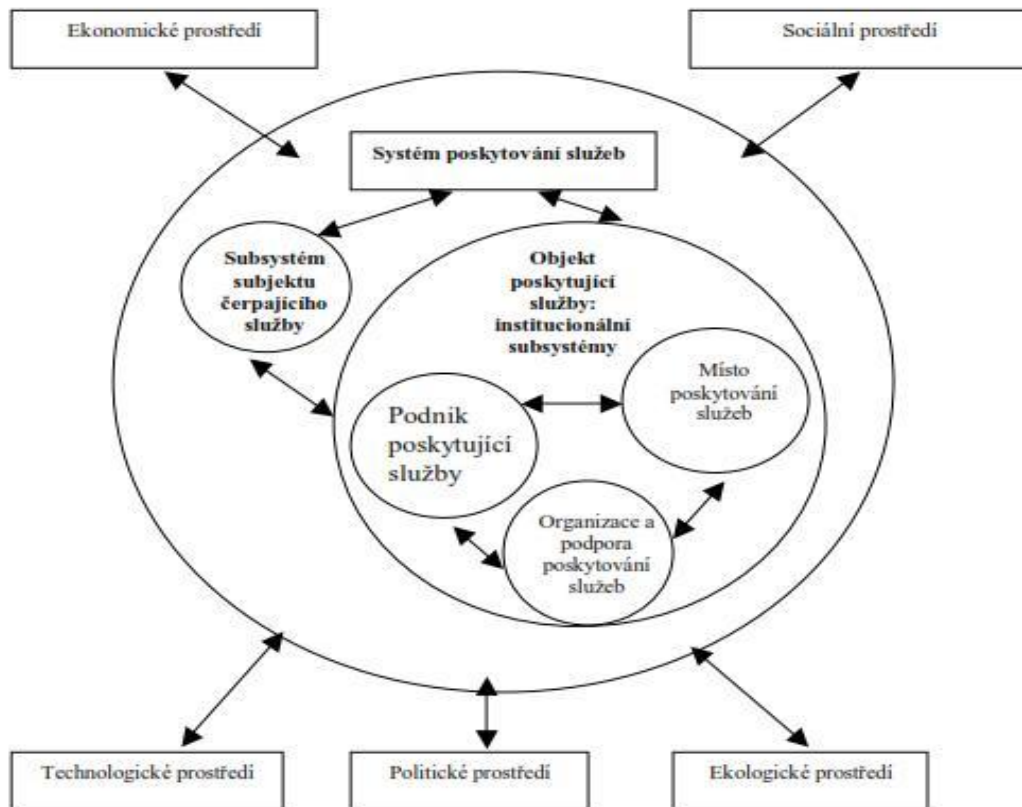 Ekonomické prostředí
Sociální prostředí
Systém poskytování služeb
Subsystém
subjektu
čerpajícího
služby
Objekt
poskytující
služby:
institucionální
subsystémy
Místo
poskytování
služeb
Podnik
poskytující
služby
Organizace a
podpora
poskytování
služeb
Technologické prostředí
Politické prostředí
Ekologické prostředí